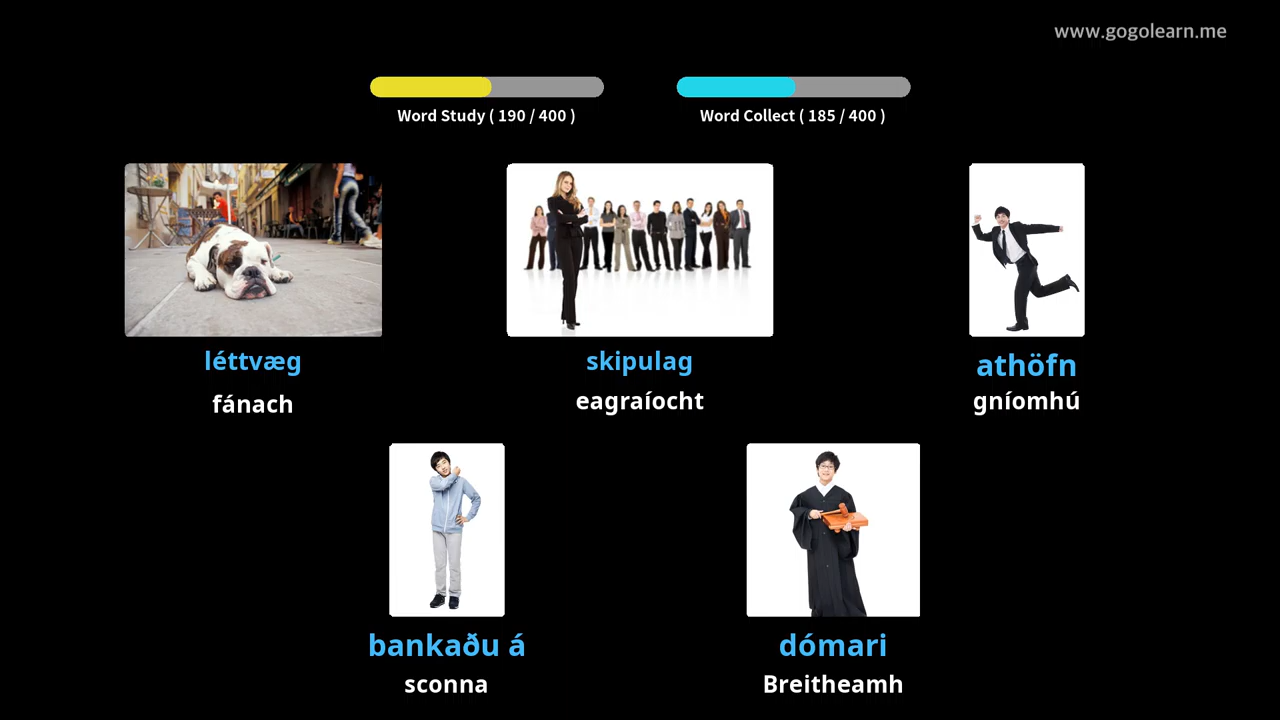 www.gogolearn.me
Word Study ( 190 / 400 )
Word Collect ( 185 / 400 )
léttvæg
fánach
skipulag
eagraíocht
athöfn
gníomhú
bankaðu á
sconna
dómari
Breitheamh